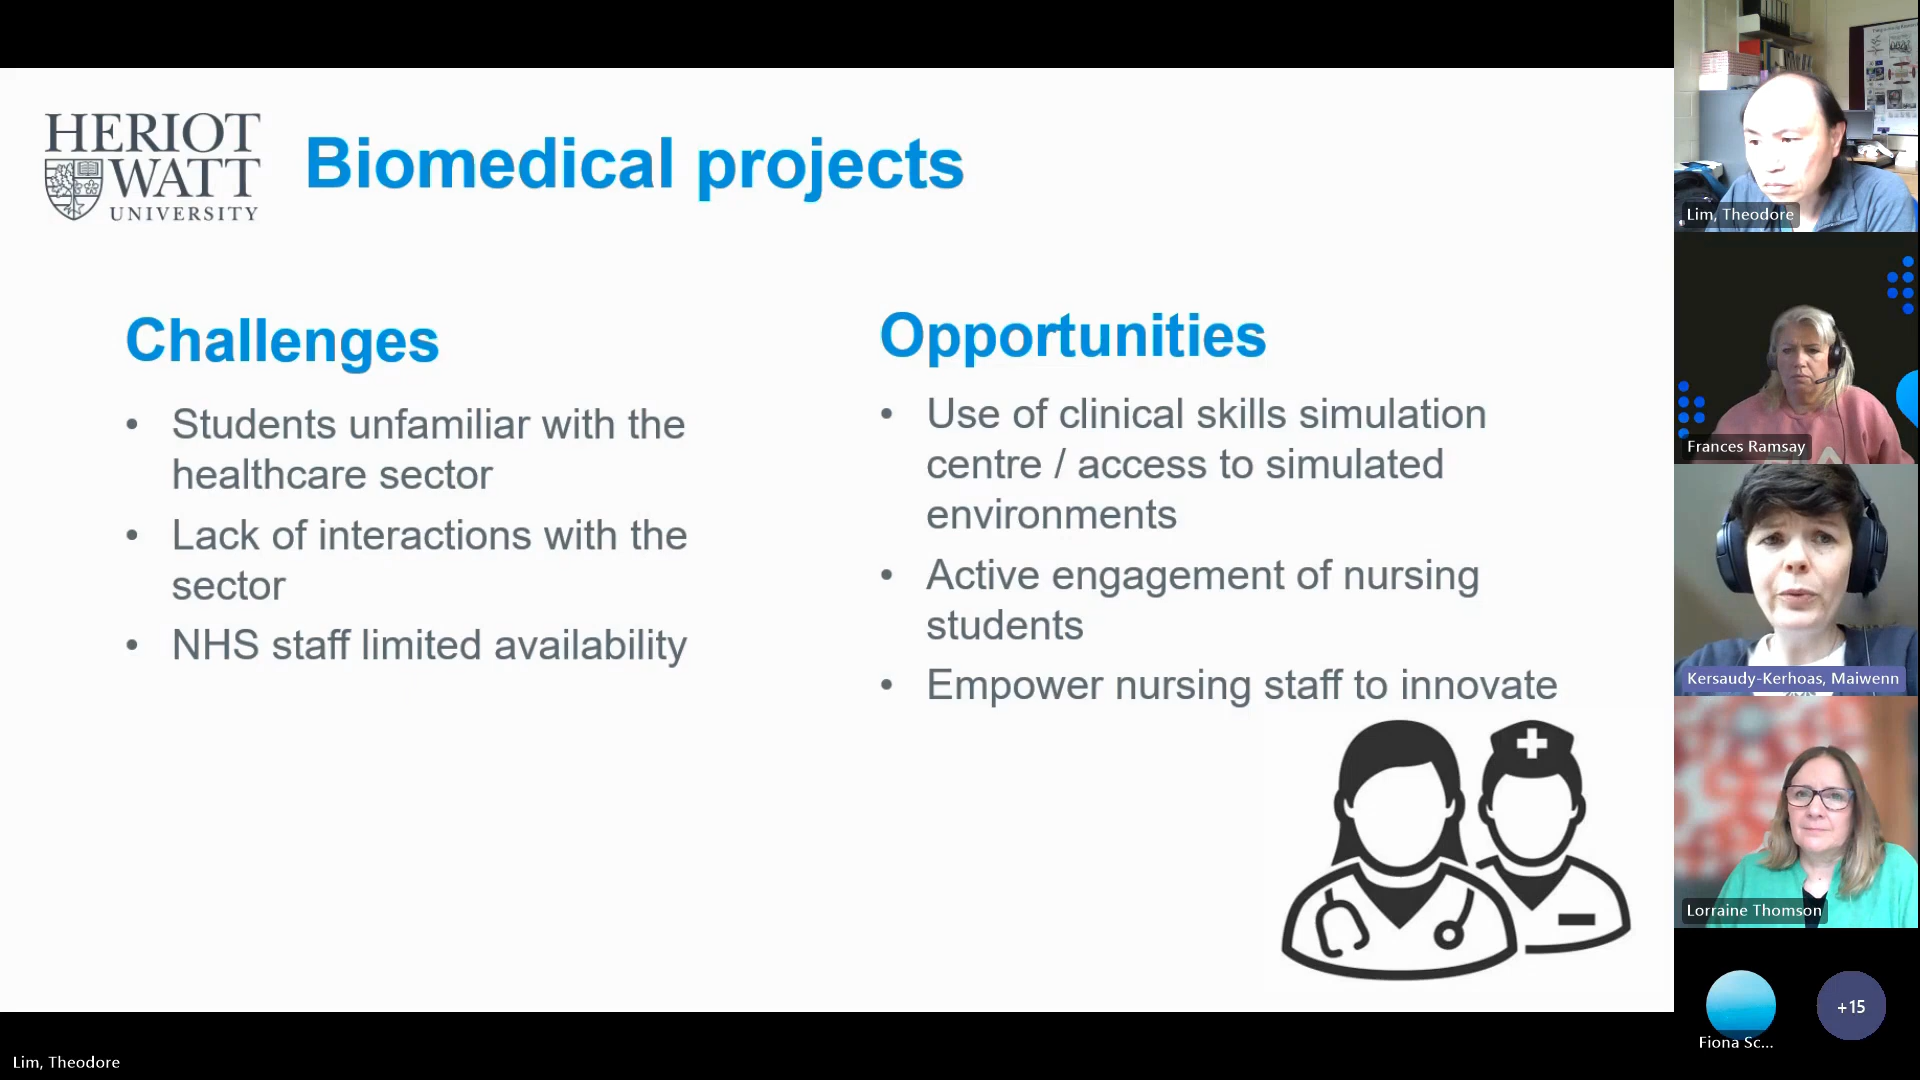 HERIOT
WATT
UNIVERSITY
Biomedical projects
Challenges
• Students unfamiliar with the
healthcare sector
• Lack of interactions with the
sector
• NHS staff limited availability
Opportunities
• Use of clinical skills simulation
centre / access to simulated
environments
• Active engagement of nursing
students
• Empower nursing staff to innovate
Lim, Theodore
Frances Ramsay
Kersaudy-Kerhoas, Maiwenn
Lorraine Thomson
Fiona Sc...
+15
Lim, Theodore